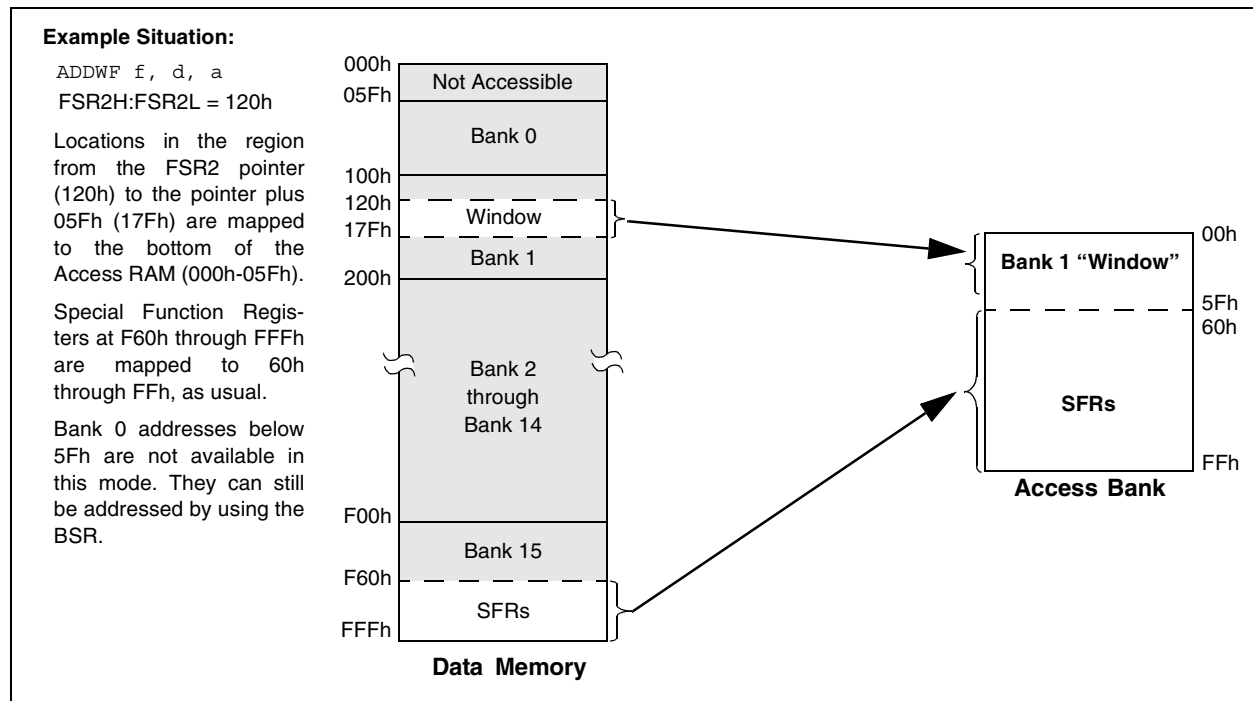 Example Situation:
ADDWF f, d, a
FSR2H:FSR2L = 120h
Locations in the region
from the FSR2 pointer
(120h) to the pointer plus
05Fh (17Fh) are mapped
to the bottom of the
Access RAM (000h-05Fh).
Special Function Regis-
ters at F60h through FFFh
are mapped to 60h
through FFh, as usual.
Bank 0 addresses below
5Fh are not available in
this mode. They can still
be addressed by using the
BSR.
000h
Not Accessible
05Fh
Bank 0
100h
120h
Window
17Fh
Bank 1
200h
Bank 2
through
Bank 14
F00h
Bank 15
F60h
SFRs
FFFh
Data Memory
00h
Bank 1 “Window”
5Fh
60h
SFRs
FFh
Access Bank